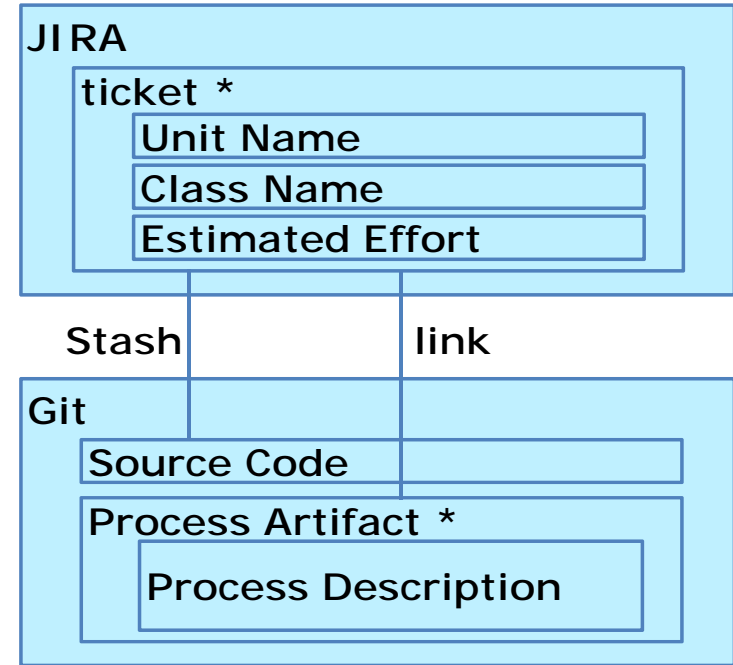 JIRA
ticket *
Unit Name
Class Name
Estimated Effort
Stash link
Git
Source Code
Process Artifact *
Process Description